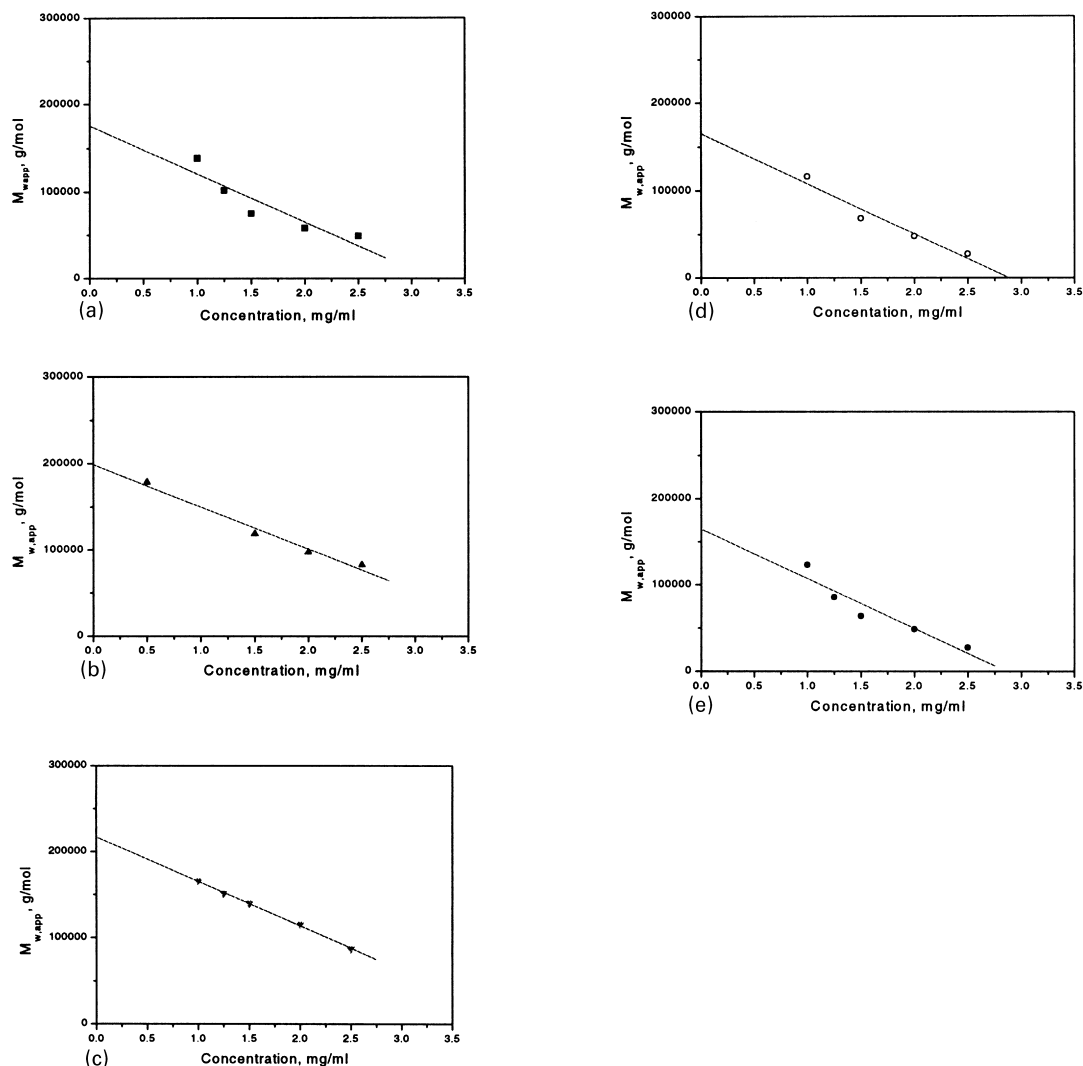 300000
200000
100000
0
M wapp, g/mol
0.0 0.5 1.0 1.5 2.0 2.5 3.0 3.5
(a)
Concentration, mg/ml
300000
200000
100000
0
M w,app, g/mol
0.0 0.5 1.0 1.5 2.0 2.5 3.0 3.5
(b)
Concentration, mg/ml
300000
200000
100000
0
M w,app, g/mol
0.0 0.5 1.0 1.5 2.0 2.5 3.0 3.5
(c)
Concentration, mg/ml
300000
200000
100000
0
M w,app, g/mol
0.0 0.5 1.0 1.5 2.0 2.5 3.0 3.5
(d)
Concentation, mg/ml
300000
200000
100000
0
M w,app, g/mol
0.0 0.5 1.0 1.5 2.0 2.5 3.0 3.5
(e)
Concentration, mg/ml